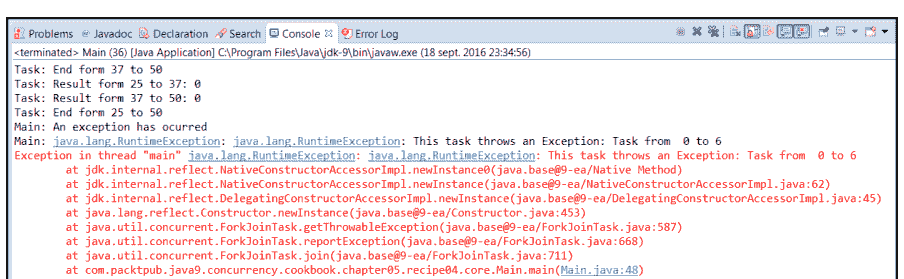 Problems @ Javadoc Declaration Search Console Error Log
<terminated> Main (36) [Java Application] C:\Program Files\Java\jdk-9\bin\javaw.exe (18 sept. 2016 23:34:56)
Task: End form 37 to 50
Task: Result form 25 to 37: 0
Task: Result form 37 to 50: 0
Task: End form 25 to 50
Main: An exception has ocurred
Main: java.lang.RuntimeException: java.lang.RuntimeException: This task throws an Exception: Task from  0 to 6
Exception in thread "main" java.lang.RuntimeException: java.lang.RuntimeException: This task throws an Exception: Task from  0 to 6
at jdk.internal.reflect.NativeConstructorAccessorImpl.newInstance0(java.base@9-ea/Native Method)
at jdk.internal.reflect.NativeConstructorAccessorImpl.newInstance(java.base@9-ea/NativeConstructorAccessorImpl.java:62)
at jdk.internal.reflect.DelegatingConstructorAccessorImpl.newInstance(java.base@9-ea/DelegatingConstructorAccessorImpl.java:45)
at java.lang.reflect.Constructor.newInstance(java.base@9-ea/Constructor.java:453)
at java.util.concurrent.ForkJoinTask.getThrowableException(java.base@9-ea/ForkJoinTask.java:587)
at java.util.concurrent.ForkJoinTask.reportException(java.base@9-ea/ForkJoinTask.java:668)
at java.util.concurrent.ForkJoinTask.join(java.base@9-ea/ForkJoinTask.java:711)
at com.packtpub.java9.concurrency.cookbook.chapter05.recipe04.core.Main.main(Main.java:48)